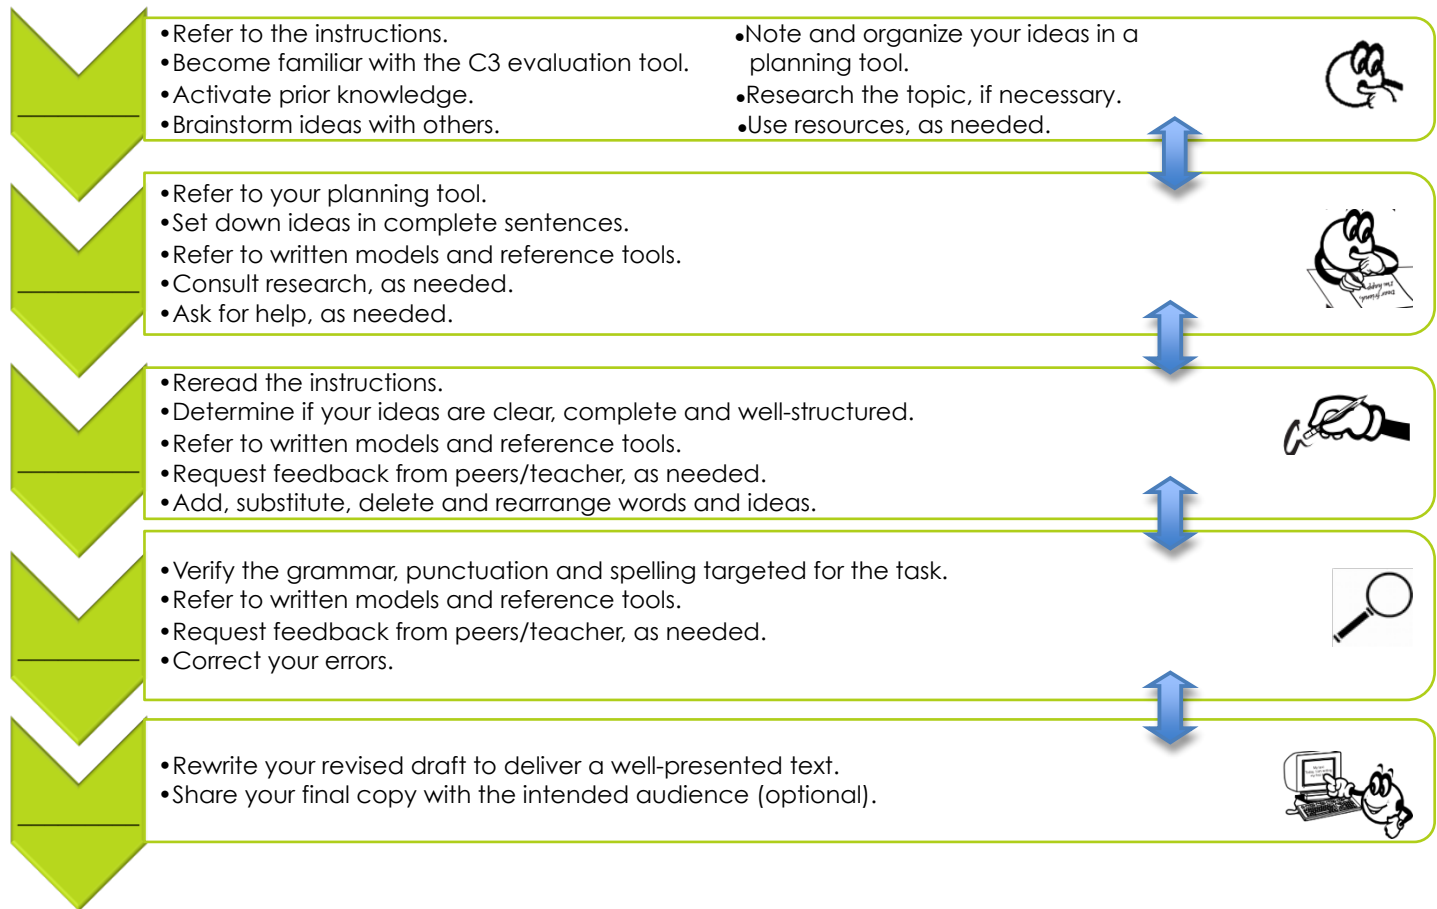 •Refer to the instructions.
•Become familiar with the C3 evaluation tool.
•Activate prior knowledge.
•Brainstorm ideas with others.
•Note and organize your ideas in a
planning tool.
•Research the topic, if necessary.
•Use resources, as needed.
•Refer to your planning tool.
•Set down ideas in complete sentences.
•Refer to written models and reference tools.
•Consult research, as needed.
•Ask for help, as needed.
Dear friend,
I'm happy
•Reread the instructions.
•Determine if your ideas are clear, complete and well-structured.
•Refer to written models and reference tools.
•Request feedback from peers/teacher, as needed.
•Add, substitute, delete and rearrange words and ideas.
•Verify the grammar, punctuation and spelling targeted for the task.
•Refer to written models and reference tools.
•Request feedback from peers/teacher, as needed.
•Correct your errors.
•Rewrite your revised draft to deliver a well-presented text.
•Share your final copy with the intended audience (optional).